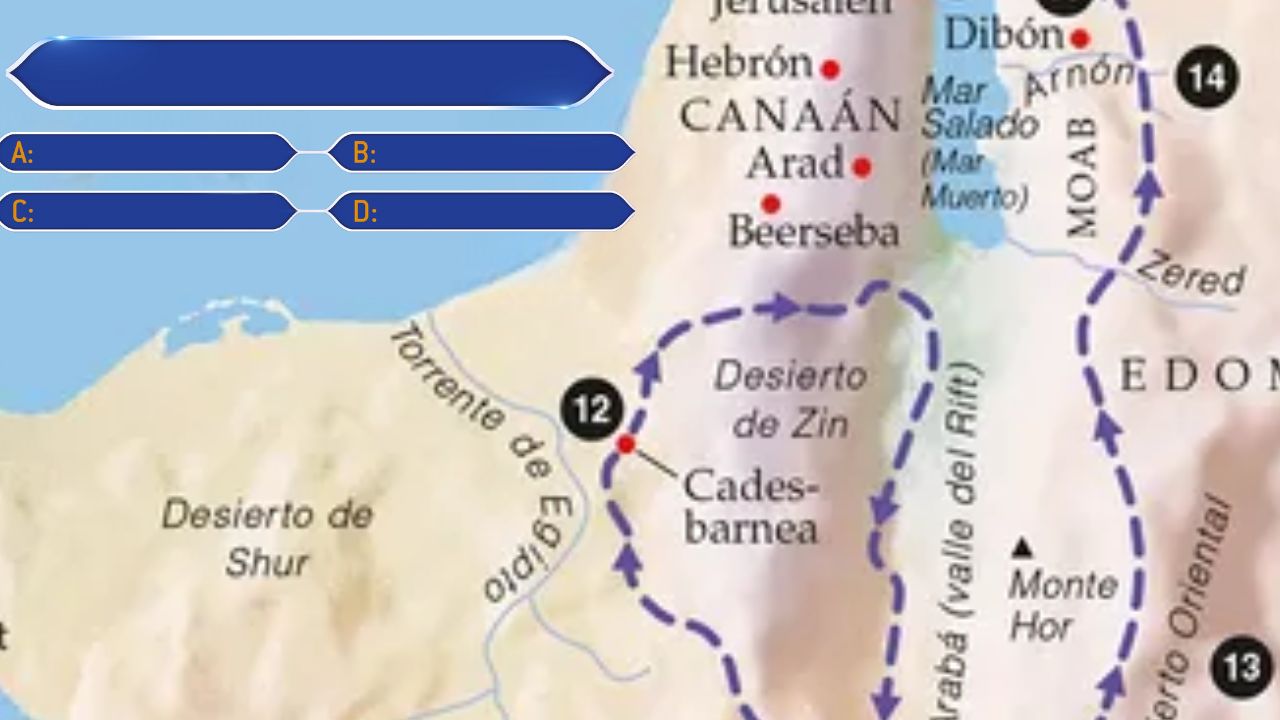 Jerusalén
Dibón
Hebrón
Arnón
14
A:
B:
C:
D:
CANAÁN
Mar
Salado
(Mar
Muerto)
MOAB
Arad
Beerseba
Zered
Torrente de Egipto
Desierto
de Zin
EDOM
12
Cades-
barnea
Desierto de
Shur
Arabá (valle del Rift)
Monte
Hor
erto Oriental
13
t